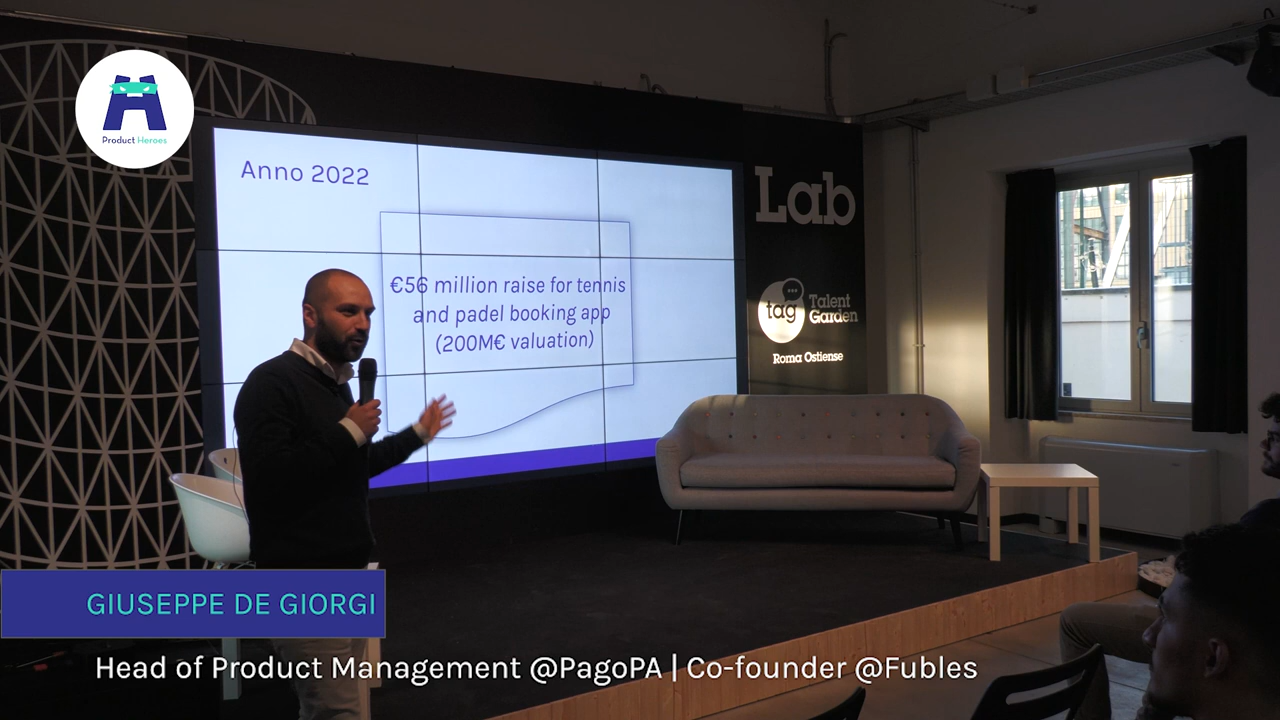 Product Heroes
Anno 2022
€56 million raise for tennis
and padel booking app
(200M€ valuation)
Lab
tag
Talent
Garden
Roma Ostiense
GIUSEPPE DE GIORGI
Head of Product Management @PagoPA | Co-founder @Fubles